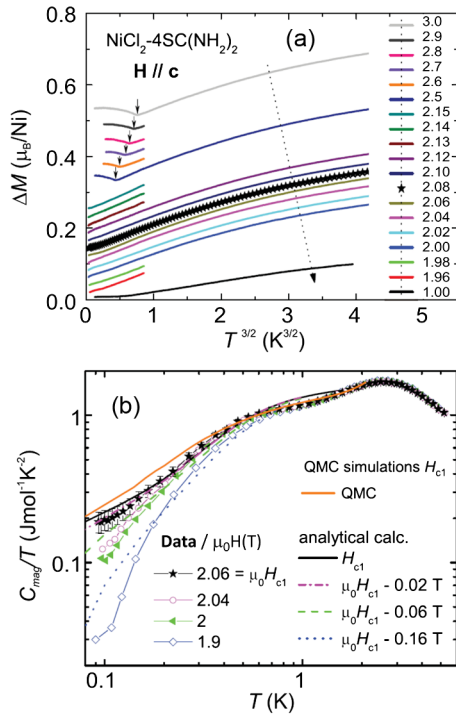 (a)
NiCl2-4SC(NH2)2
H // c
3.0
2.9
2.8
2.7
2.6
2.5
2.15
2.14
2.13
2.12
2.10
2.08
2.06
2.04
2.02
2.00
1.98
1.96
1.00
ΔM (μB/Ni)
0.8
0.6
0.4
0.2
0.0
0 1 2 3 4 5
T 3/2 (K3/2)
(b)
Cmag/T (Jmol-1K-2)
1
0.1
QMC simulations Hc1
QMC
Data / μ0H(T)
2.06 = μ0Hc1
2.04
2
1.9
analytical calc.
Hc1
μ0Hc1 - 0.02 T
μ0Hc1 - 0.06 T
μ0Hc1 - 0.16 T
0.1 1
T (K)